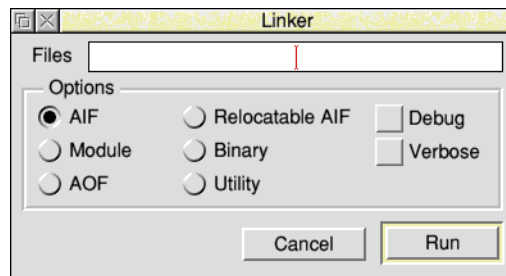 Linker
Files
Options
AIF Relocatable AIF Debug
Module Binary Verbose
AOF Utility
Cancel Run